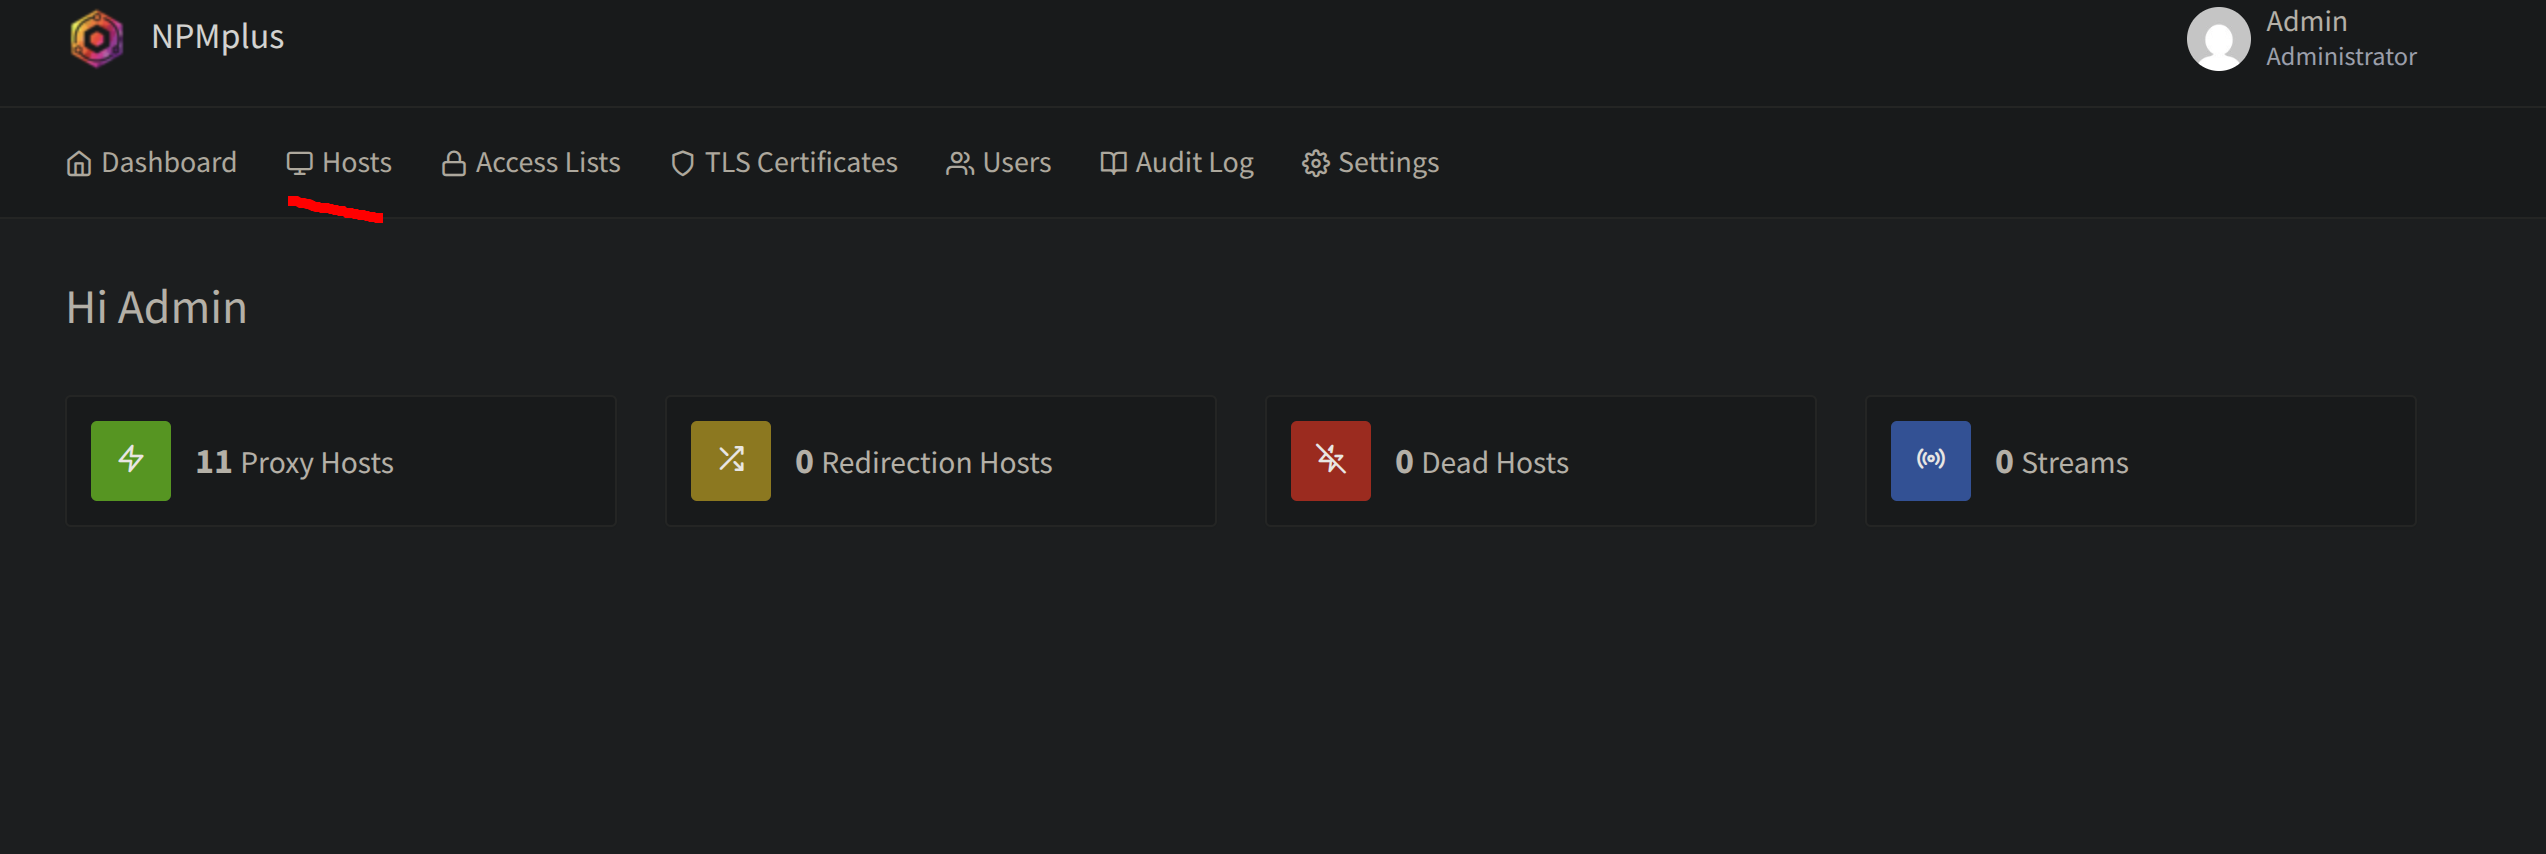 NPMplus
Admin
Administrator
Dashboard Hosts Access Lists TLS Certificates Users Audit Log Settings
Hi Admin
11 Proxy Hosts 0 Redirection Hosts 0 Dead Hosts 0 Streams